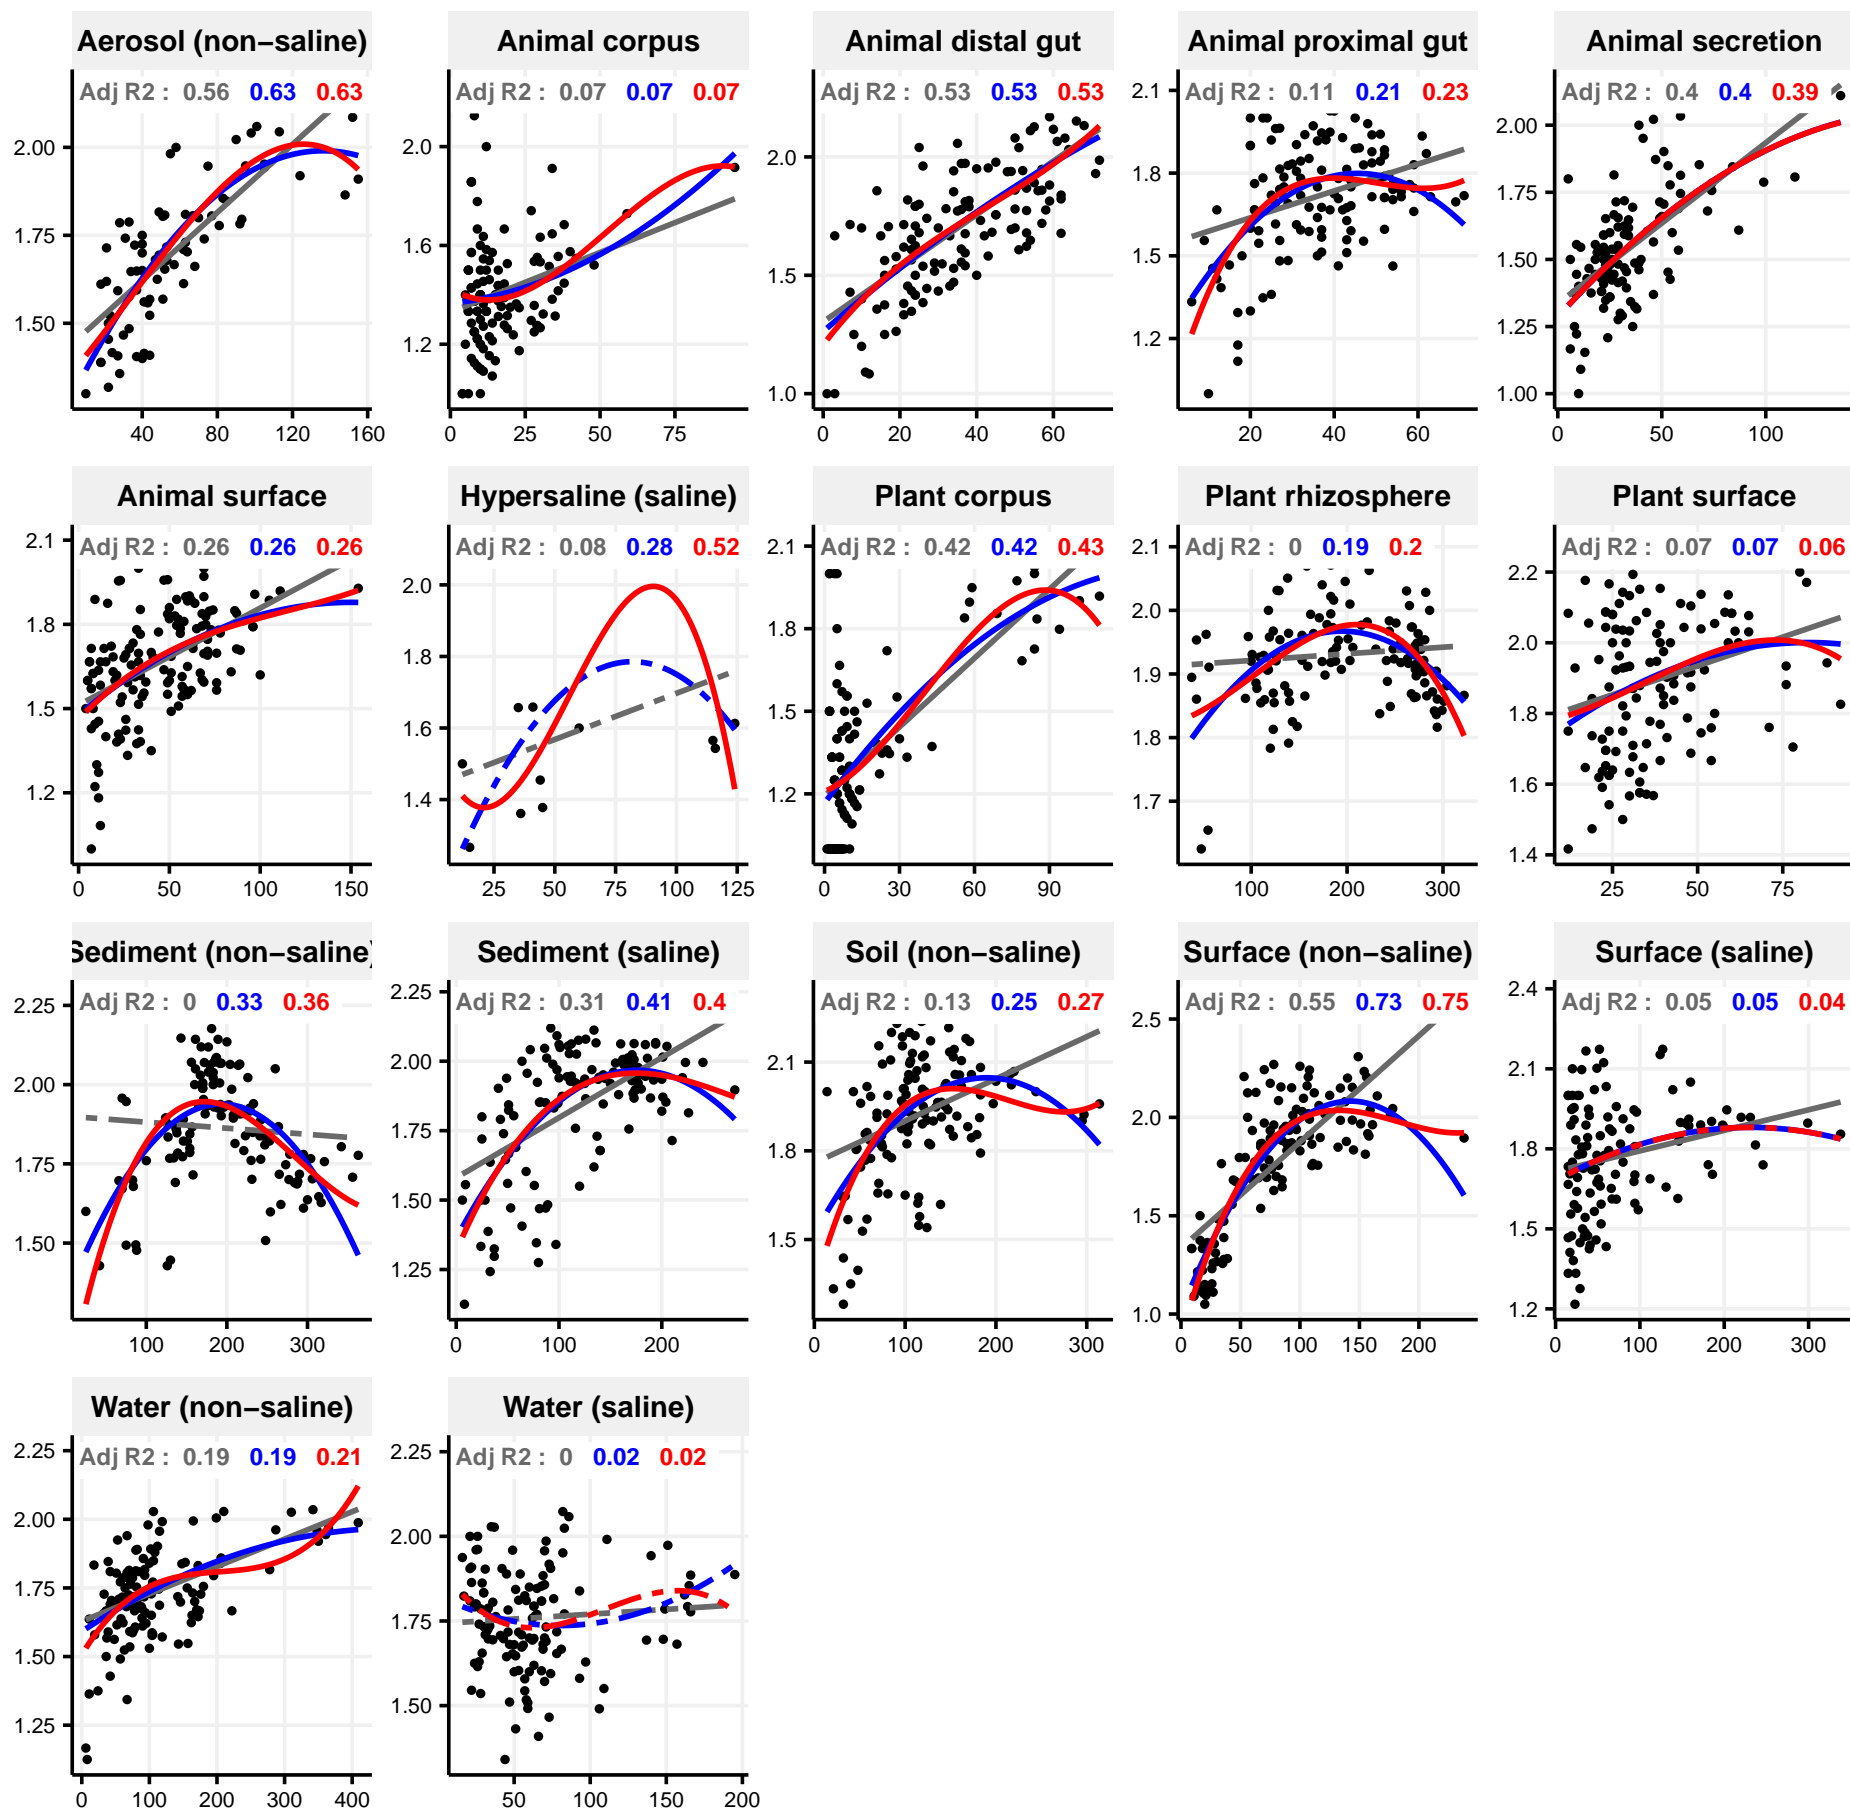 Aerosol (non−saline)
Adj R2 : 0.56 0.63 0.63
2.00
1.75
1.50
40 80 120 160
Animal corpus
Adj R2 : 0.07 0.07 0.07
2.0
1.6
1.2
0 25 50 75
Animal distal gut
Adj R2 : 0.53 0.53 0.53
2.0
1.5
1.0
0 20 40 60
Animal proximal gut
Adj R2 : 0.11 0.21 0.23
2.1
1.8
1.5
1.2
20 40 60
Animal secretion
Adj R2 : 0.4 0.4 0.39
2.00
1.75
1.50
1.25
1.00
0 50 100
Animal surface
Adj R2 : 0.26 0.26 0.26
2.1
1.8
1.5
1.2
0 50 100 150
Hypersaline (saline)
Adj R2 : 0.08 0.28 0.52
2.0
1.8
1.6
1.4
25 50 75 100 125
Plant corpus
Adj R2 : 0.42 0.42 0.43
2.1
1.8
1.5
1.2
0 30 60 90
Plant rhizosphere
Adj R2 : 0 0.19 0.2
2.1
2.0
1.9
1.8
1.7
100 200 300
Plant surface
Adj R2 : 0.07 0.07 0.06
2.2
2.0
1.8
1.6
1.4
25 50 75
Sediment (non−saline)
Adj R2 : 0 0.33 0.36
2.25
2.00
1.75
1.50
100 200 300
Sediment (saline)
Adj R2 : 0.31 0.41 0.4
2.25
2.00
1.75
1.50
1.25
0 100 200
Soil (non−saline)
Adj R2 : 0.13 0.25 0.27
2.1
1.8
1.5
0 100 200 300
Surface (non−saline)
Adj R2 : 0.55 0.73 0.75
2.5
2.0
1.5
1.0
0 50 100 150 200
Surface (saline)
Adj R2 : 0.05 0.05 0.04
2.4
2.1
1.8
1.5
1.2
0 100 200 300
Water (non−saline)
Adj R2 : 0.19 0.19 0.21
2.25
2.00
1.75
1.50
1.25
0 100 200 300 400
Water (saline)
Adj R2 : 0 0.02 0.02
2.25
2.00
1.75
1.50
50 100 150 200